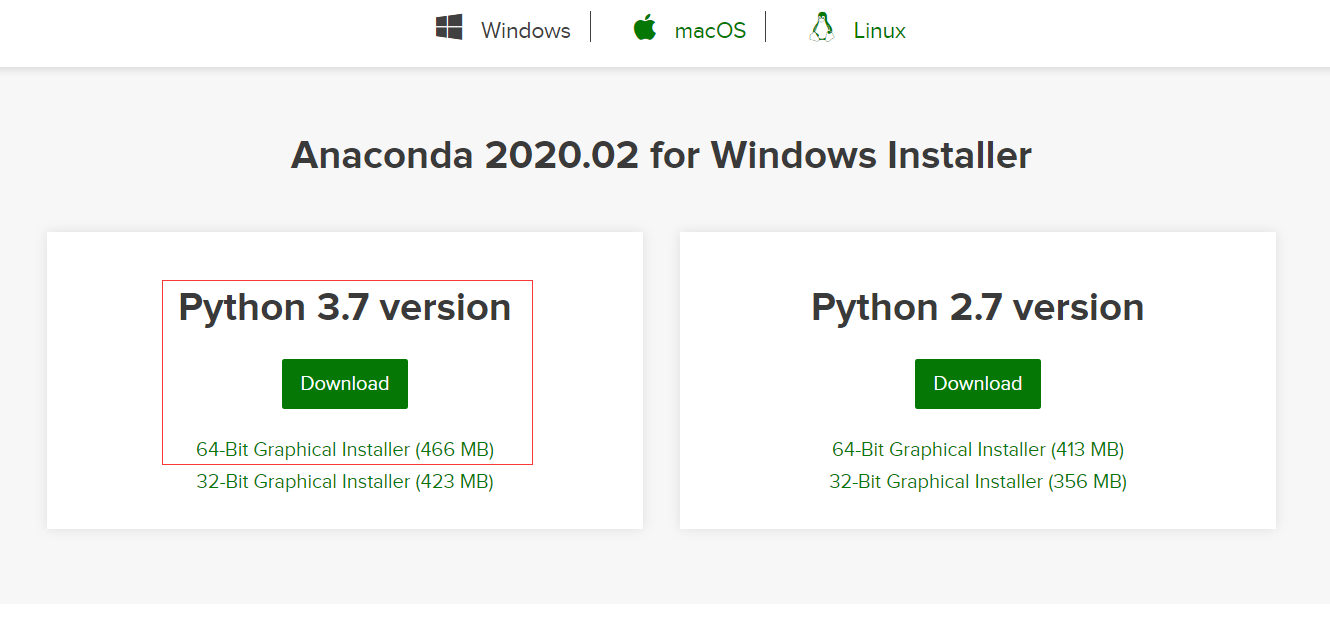 Windows macOS Linux
Anaconda 2020.02 for Windows Installer
Python 3.7 version
Download
64-Bit Graphical Installer (466 MB)
32-Bit Graphical Installer (423 MB)
Python 2.7 version
Download
64-Bit Graphical Installer (413 MB)
32-Bit Graphical Installer (356 MB)